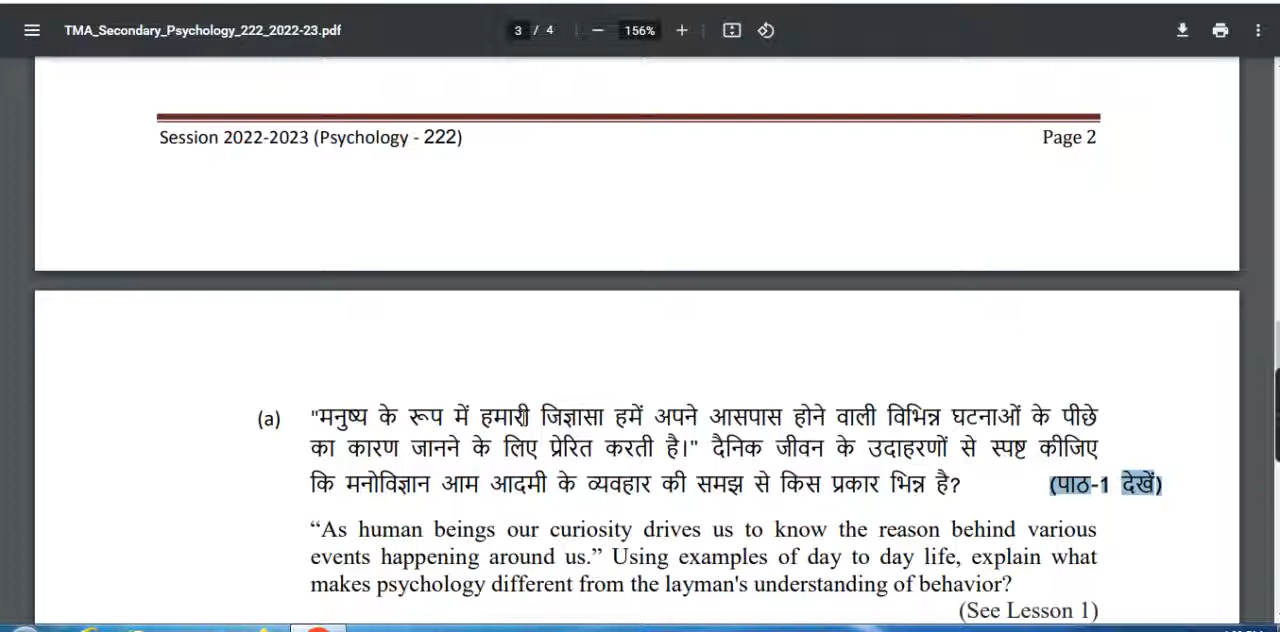 TMA_Secondary_Psychology_222_2022-23.pdf
3 / 4
156%
Session 2022-2023 (Psychology - 222)
Page 2
(a) "मनुष्य के रूप में हमारी जिज्ञासा हमें अपने आसपास होने वाली विभिन्न घटनाओं के पीछे
का कारण जानने के लिए प्रेरित करती है।" दैनिक जीवन के उदाहरणों से स्पष्ट कीजिए
कि मनोविज्ञान आम आदमी के व्यवहार की समझ से किस प्रकार भिन्न है? (पाठ-1 देखें)
“As human beings our curiosity drives us to know the reason behind various
events happening around us.” Using examples of day to day life, explain what
makes psychology different from the layman's understanding of behavior?
(See Lesson 1)